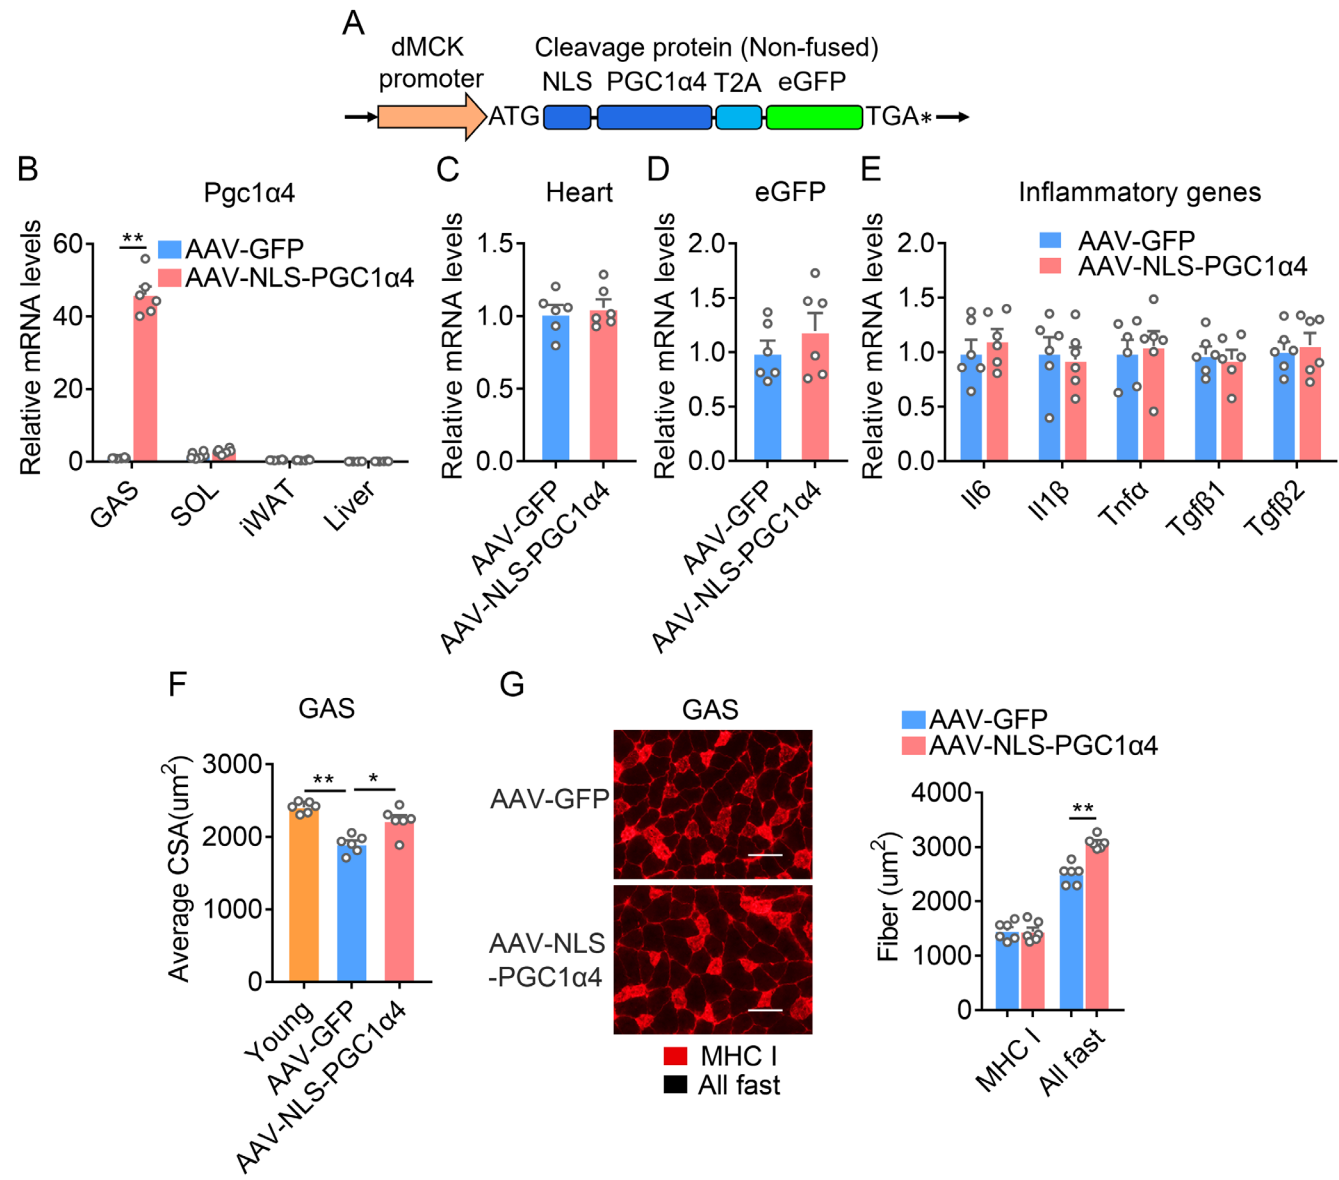 A
dMCK
promoter
Cleavage protein (Non-fused)
NLS PGC1α4 T2A eGFP
ATG
TGA*
B
Pgc1α4
Relative mRNA levels
60
40
20
0
**
AAV-GFP
AAV-NLS-PGC1α4
GAS
SOL
iWAT
Liver
C
Heart
Relative mRNA levels
1.5
1.0
0.5
0.0
AAV-GFP
AAV-NLS-PGC1α4
D
eGFP
Relative mRNA levels
2.0
1.5
1.0
0.5
0.0
AAV-GFP
AAV-NLS-PGC1α4
E
Inflammatory genes
AAV-GFP
AAV-NLS-PGC1α4
Relative mRNA levels
2.0
1.5
1.0
0.5
0.0
Il6
Il1β
Tnfα
Tgfβ1
Tgfβ2
F
GAS
Average CSA(um²)
3000
2000
1000
0
**
*
Young
AAV-GFP
AAV-NLS-PGC1α4
G
GAS
AAV-GFP
AAV-NLS
-PGC1α4
MHC I
All fast
AAV-GFP
AAV-NLS-PGC1α4
Fiber (um²)
4000
3000
2000
1000
0
**
MHC I
All fast